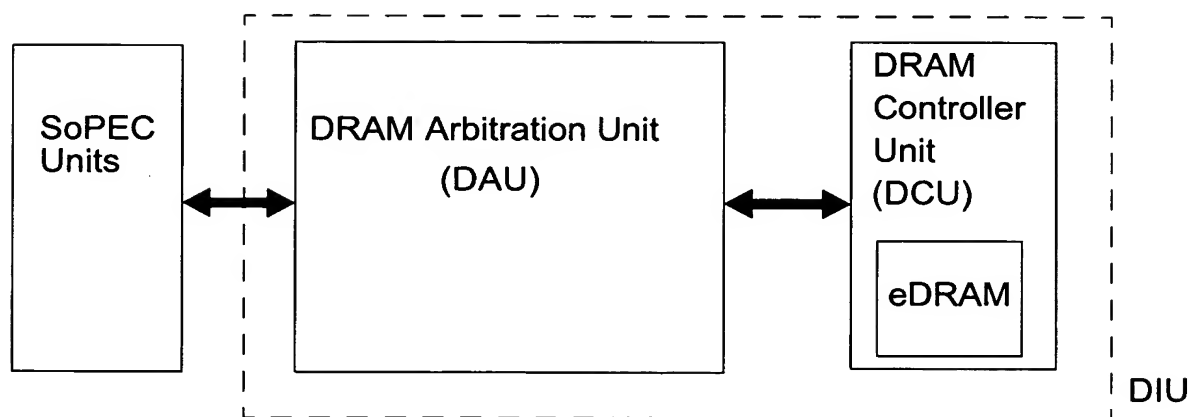 SoPEC
Units
DRAM Arbitration Unit
(DAU)
DRAM
Controller
Unit
(DCU)
eDRAM
DIU